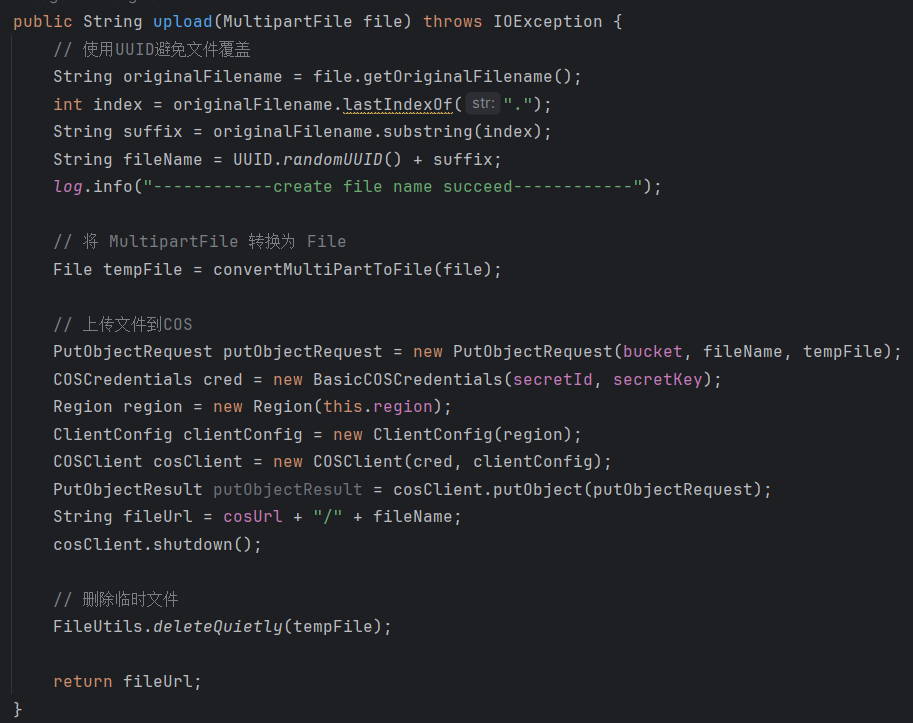 public String upload(MultipartFile file) throws IOException {
    // 使用UUID避免文件覆盖
    String originalFilename = file.getOriginalFilename();
    int index = originalFilename.lastIndexOf( str: ".");
    String suffix = originalFilename.substring(index);
    String fileName = UUID.randomUUID() + suffix;
    log.info("------------create file name succeed------------");
    // 将 MultipartFile 转换为 File
    File tempFile = convertMultiPartToFile(file);
    // 上传文件到COS
    PutObjectRequest putObjectRequest = new PutObjectRequest(bucket, fileName, tempFile);
    COSCredentials cred = new BasicCOSCredentials(secretId, secretKey);
    Region region = new Region(this.region);
    ClientConfig clientConfig = new ClientConfig(region);
    COSClient cosClient = new COSClient(cred, clientConfig);
    PutObjectResult putObjectResult = cosClient.putObject(putObjectRequest);
    String fileUrl = cosUrl + "/" + fileName;
    cosClient.shutdown();
    // 删除临时文件
    FileUtils.deleteQuietly(tempFile);
    return fileUrl;
}